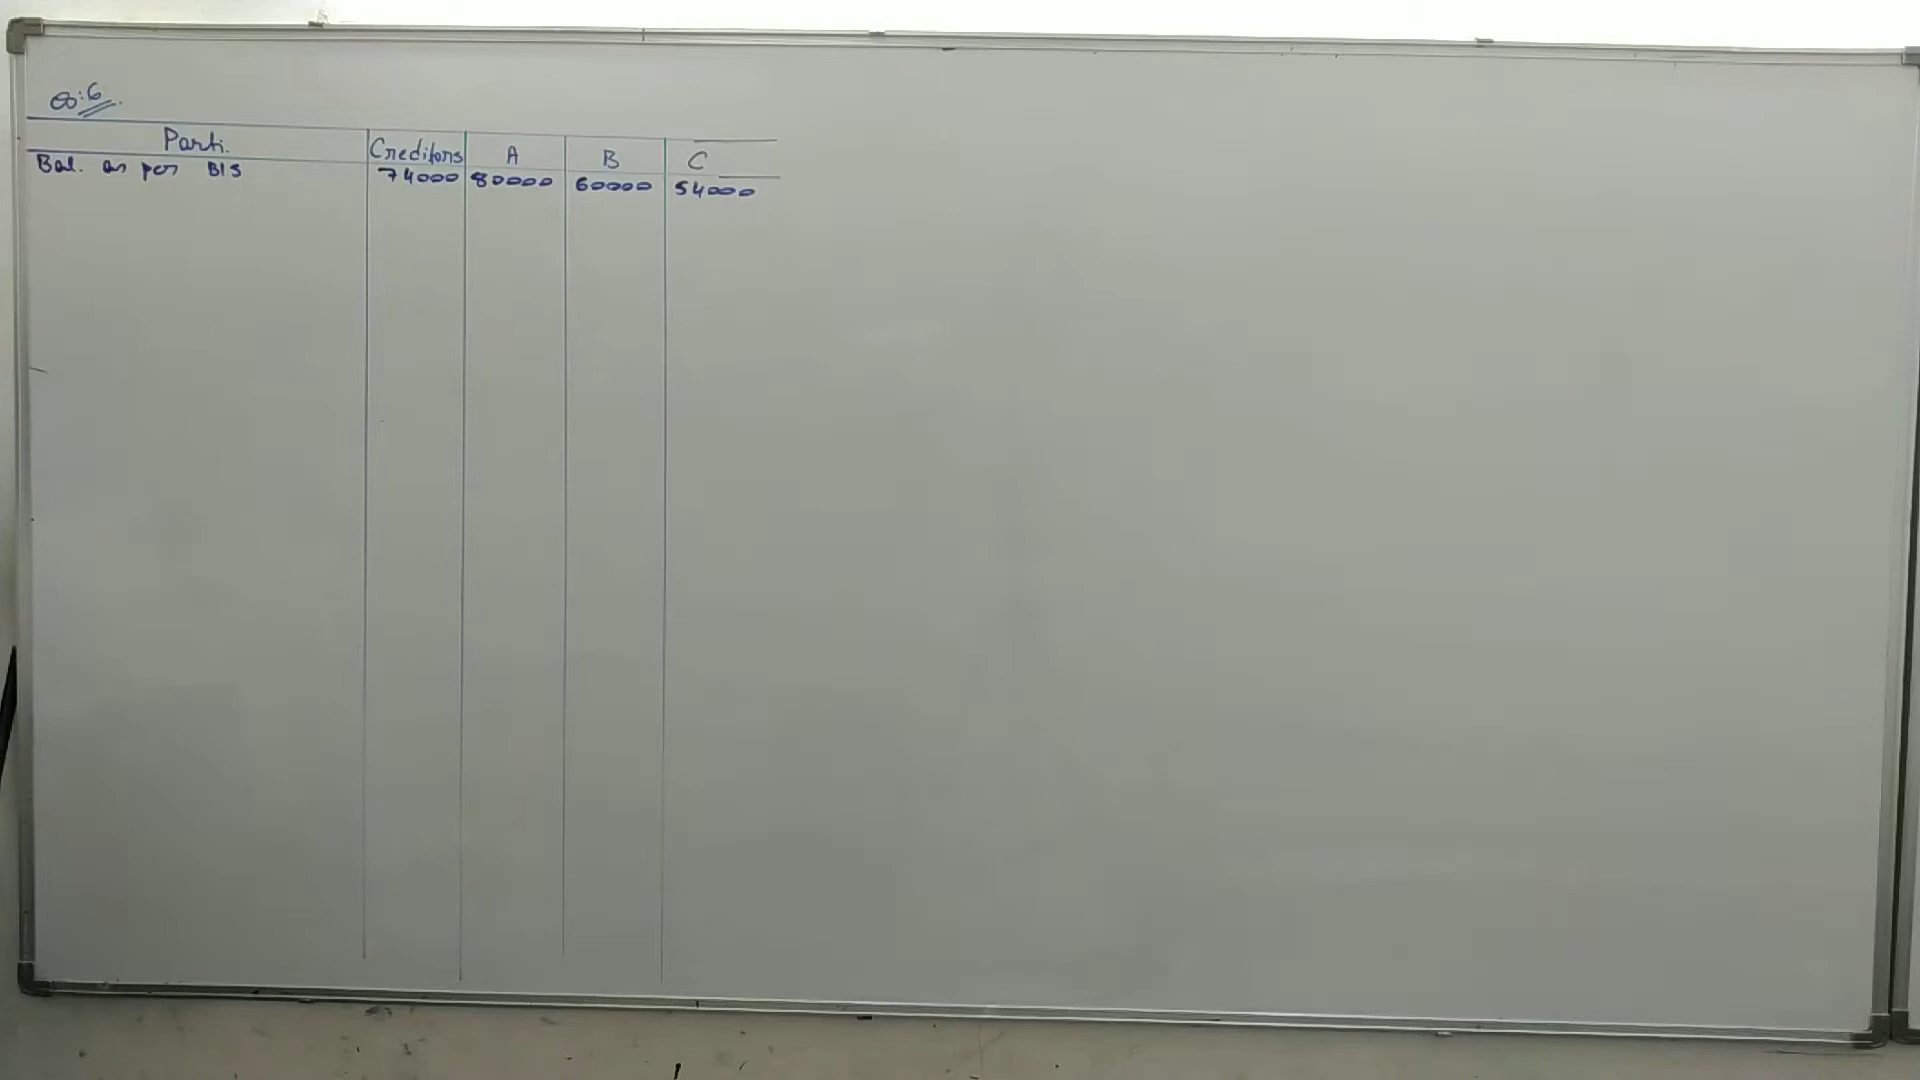 Q:6
Parti. Creditors A B C
Bal. as per B/S 74000 80000 60000 54000